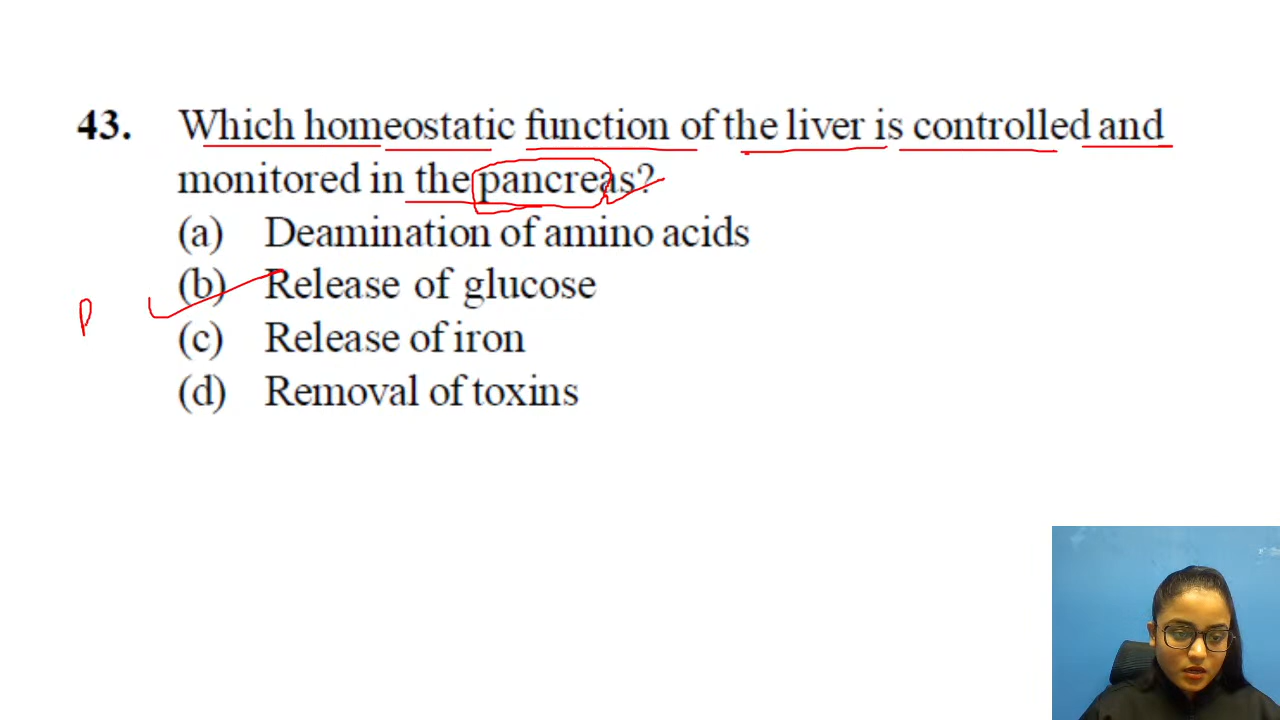 43. Which homeostatic function of the liver is controlled and
monitored in the pancreas?
(a) Deamination of amino acids
(b) Release of glucose
P
(c) Release of iron
(d) Removal of toxins